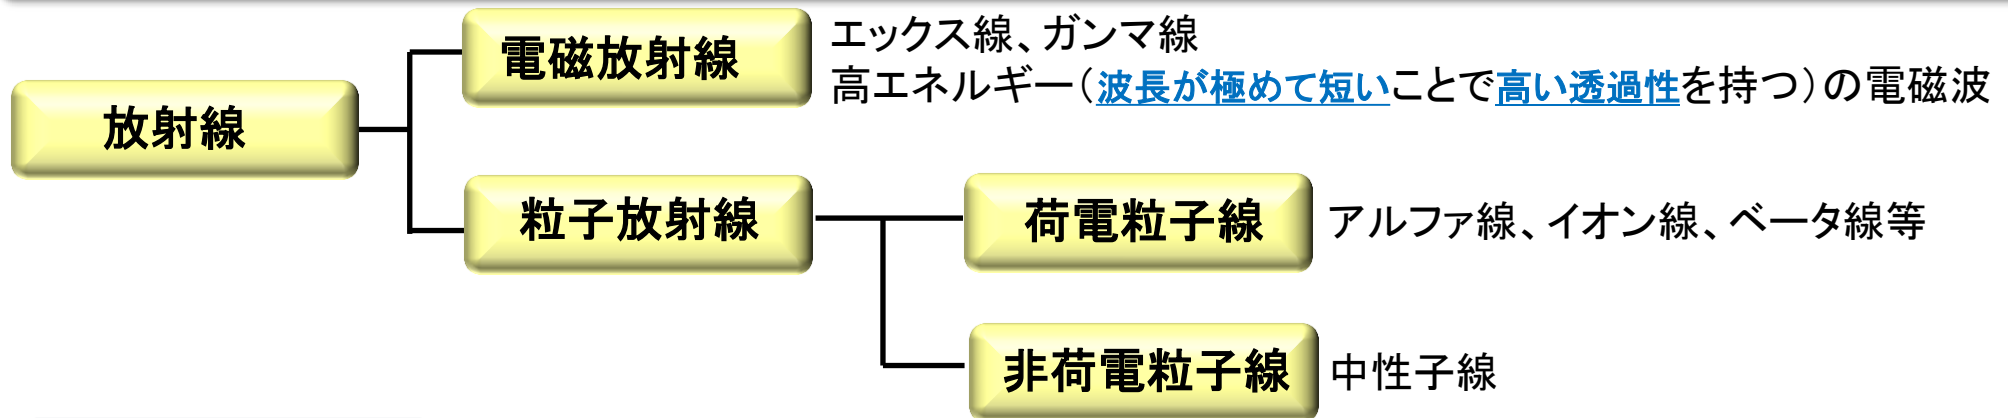 電磁放射線
エックス線、ガンマ線
高エネルギー(波長が極めて短いことで高い透過性を持つ)の電磁波
放射線
粒子放射線
荷電粒子線
アルファ線、イオン線、ベータ線等
非荷電粒子線
中性子線